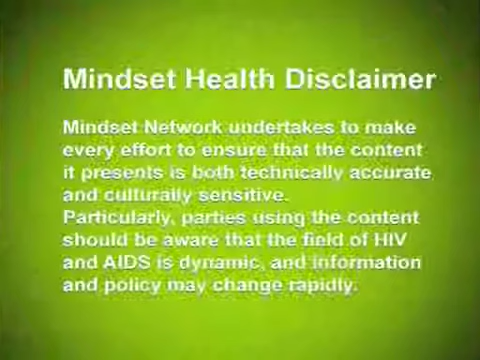 Mindset Health Disclaimer
Mindset Network undertakes to make
every effort to ensure that the content
it presents is both technically accurate
and culturally sensitive.
Particularly, parties using the content
should be aware that the field of HIV
and AIDS is dynamic, and information
and policy may change rapidly.